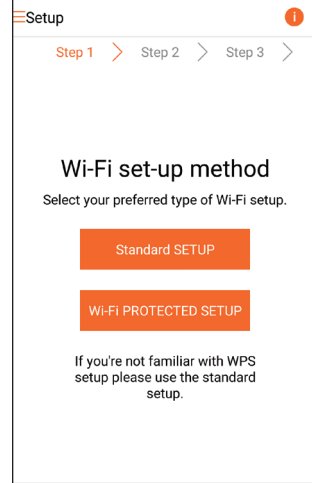 Setup
i
Step 1 Step 2 Step 3
Wi-Fi set-up method
Select your preferred type of Wi-Fi setup.
Standard SETUP
Wi-Fi PROTECTED SETUP
If you're not familiar with WPS
setup please use the standard
setup.